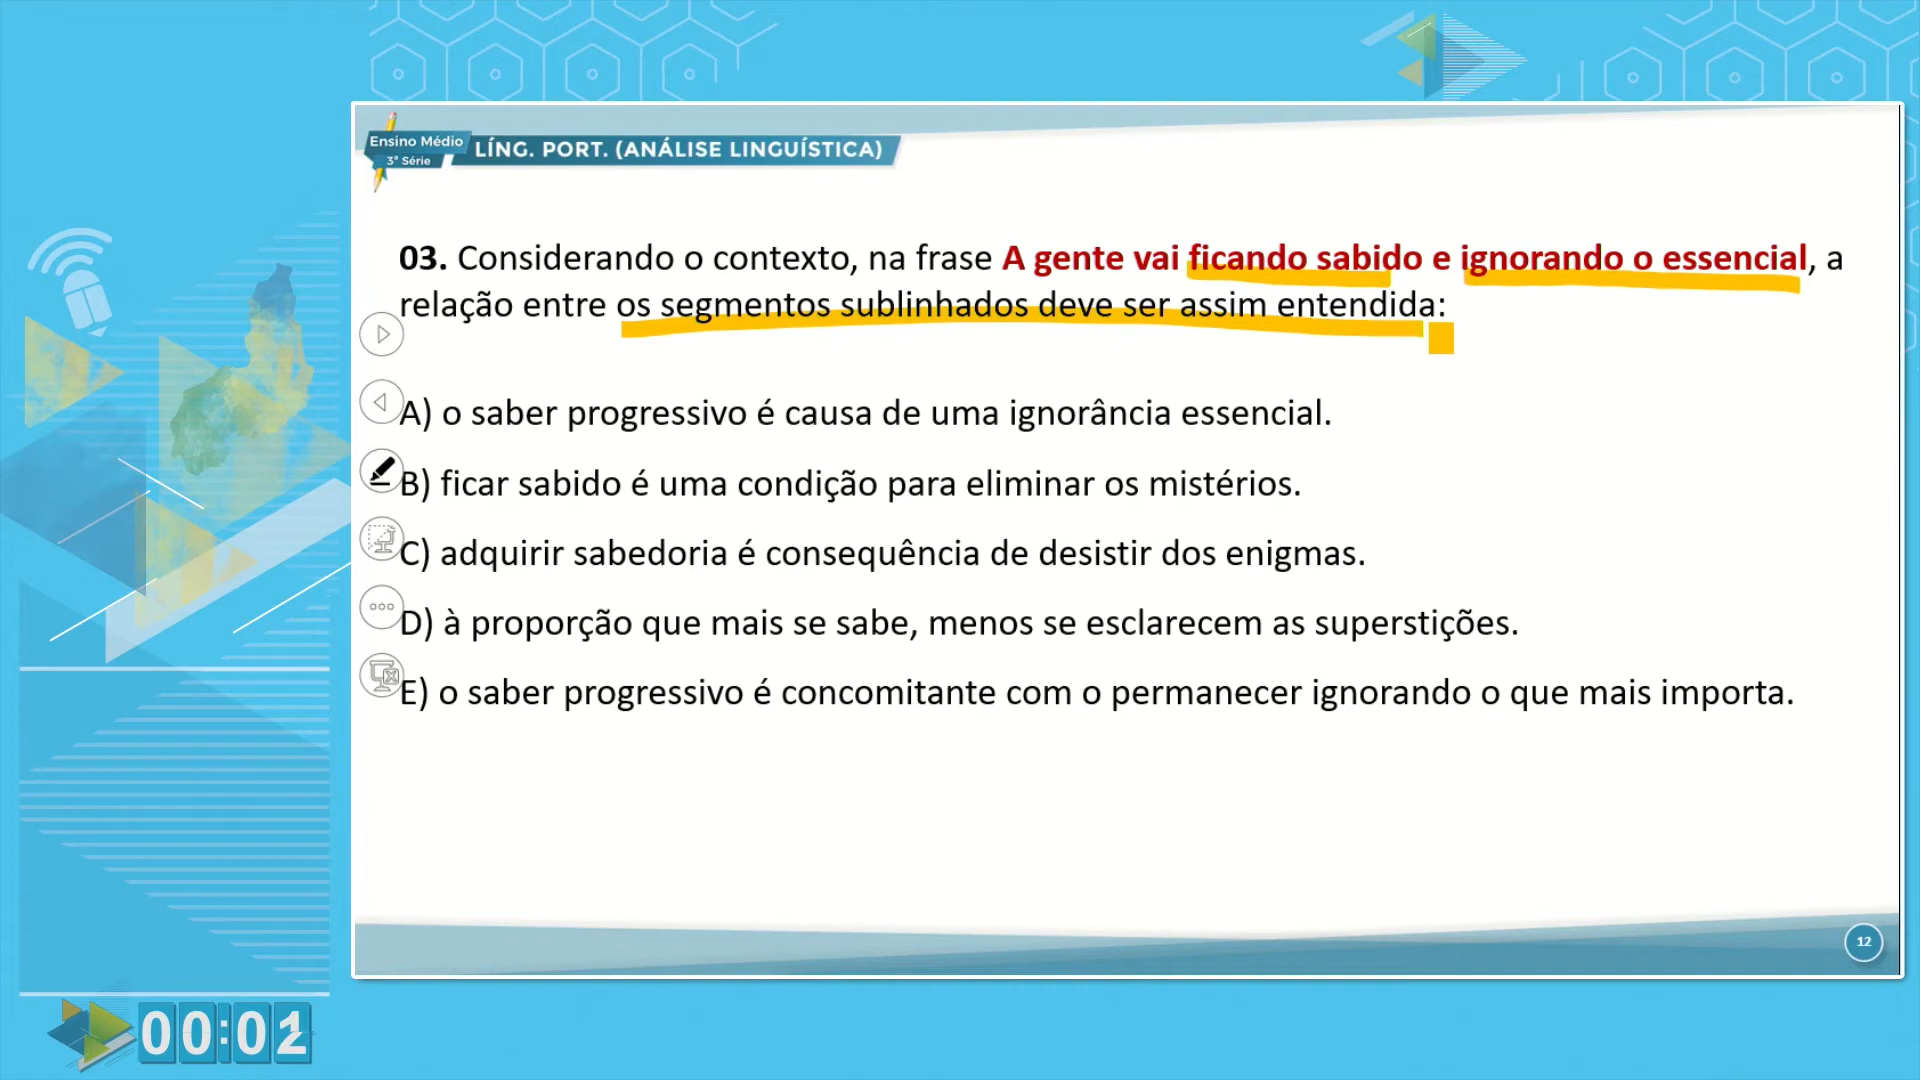 Ensino Médio
3ª Série
LÍNG. PORT. (ANÁLISE LINGUÍSTICA)
03. Considerando o contexto, na frase A gente vai ficando sabido e ignorando o essencial, a
relação entre os segmentos sublinhados deve ser assim entendida:
A) o saber progressivo é causa de uma ignorância essencial.
B) ficar sabido é uma condição para eliminar os mistérios.
C) adquirir sabedoria é consequência de desistir dos enigmas.
D) à proporção que mais se sabe, menos se esclarecem as superstições.
E) o saber progressivo é concomitante com o permanecer ignorando o que mais importa.
12